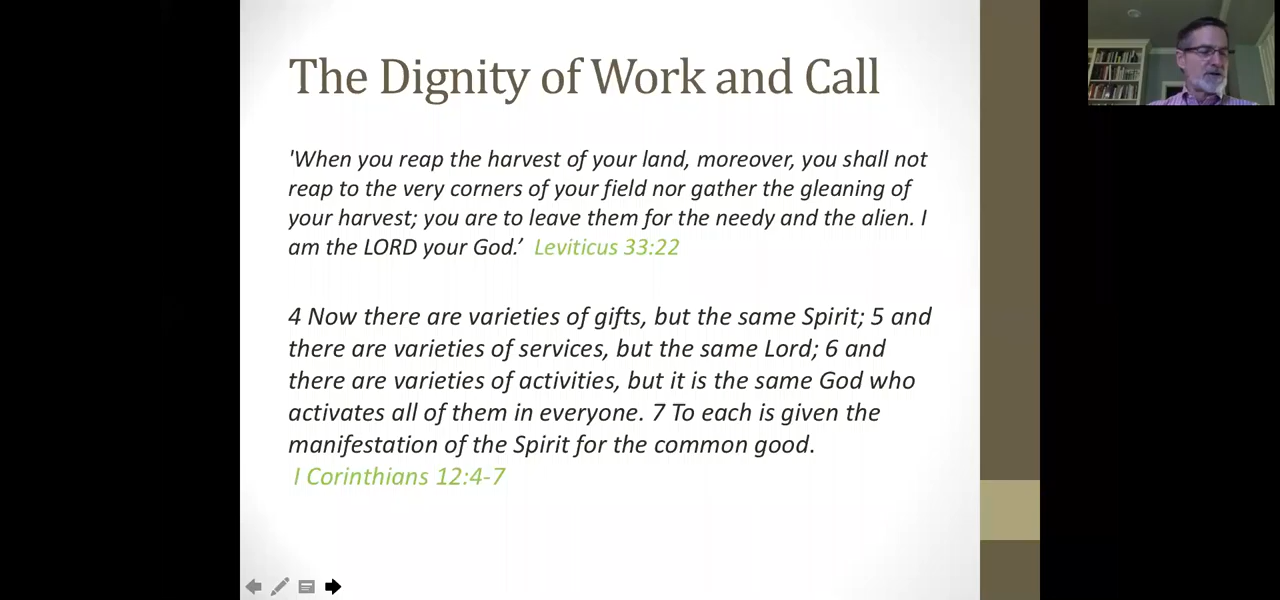 The Dignity of Work and Call
'When you reap the harvest of your land, moreover, you shall not
reap to the very corners of your field nor gather the gleaning of
your harvest; you are to leave them for the needy and the alien. I
am the LORD your God.’ Leviticus 33:22
4 Now there are varieties of gifts, but the same Spirit; 5 and
there are varieties of services, but the same Lord; 6 and
there are varieties of activities, but it is the same God who
activates all of them in everyone. 7 To each is given the
manifestation of the Spirit for the common good.
I Corinthians 12:4-7